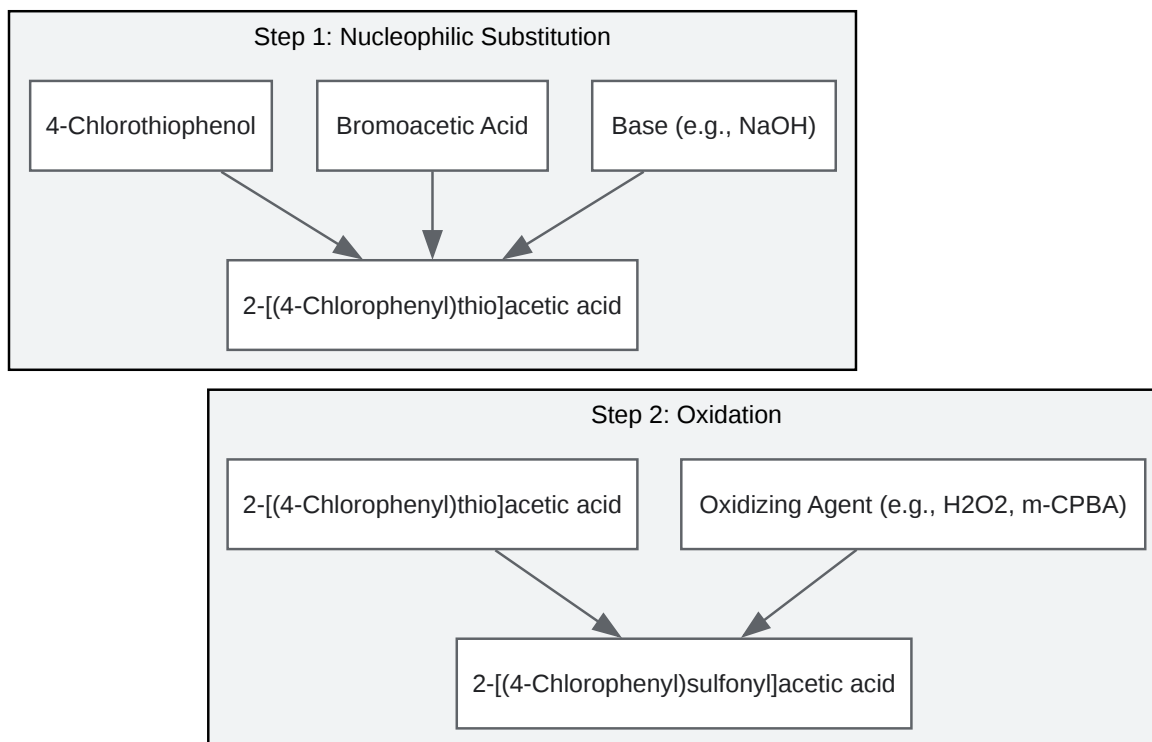 Step 1: Nucleophilic Substitution
4-Chlorothiophenol
Bromoacetic Acid
Base (e.g., NaOH)
2-[(4-Chlorophenyl)thio]acetic acid
Step 2: Oxidation
2-[(4-Chlorophenyl)thio]acetic acid
Oxidizing Agent (e.g., H2O2, m-CPBA)
2-[(4-Chlorophenyl)sulfonyl]acetic acid